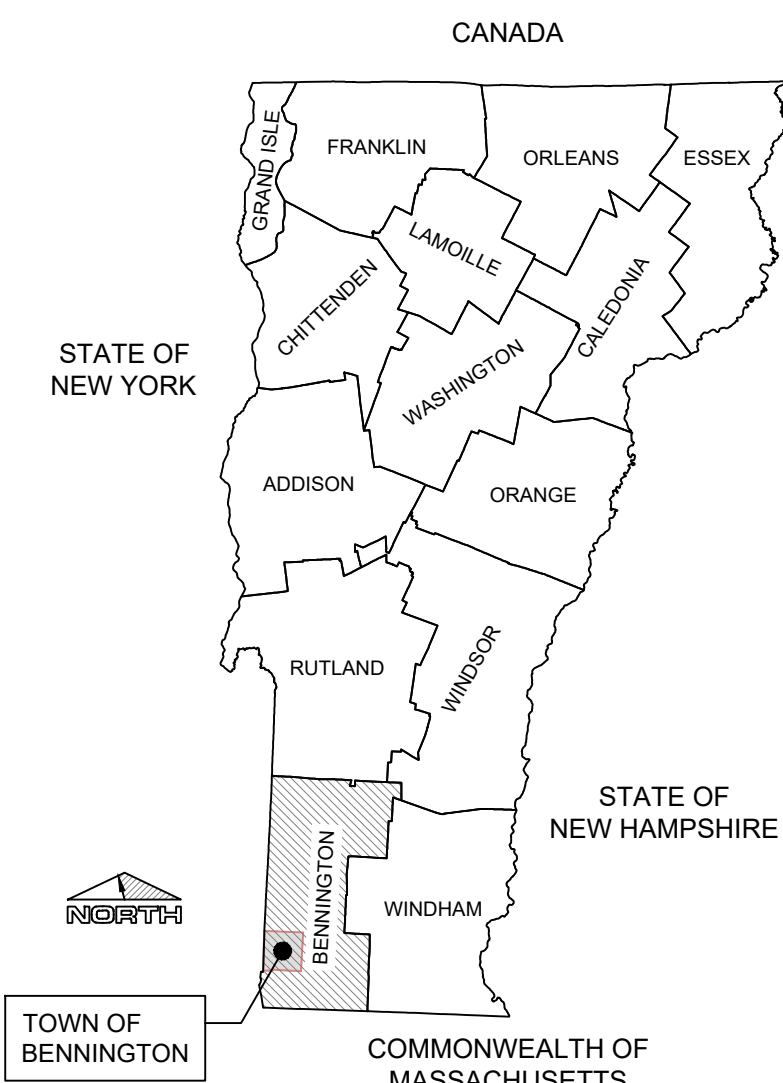 CANADA
GRAND ISLE
FRANKLIN
ORLEANS
ESSEX
LAMOILLE
CHITTENDEN
CALEDONIA
STATE OF
NEW YORK
WASHINGTON
ADDISON
ORANGE
RUTLAND
WINDSOR
STATE OF
NEW HAMPSHIRE
BENNINGTON
WINDHAM
NORTH
TOWN OF
BENNINGTON
COMMONWEALTH OF
MASSACHUSETTS